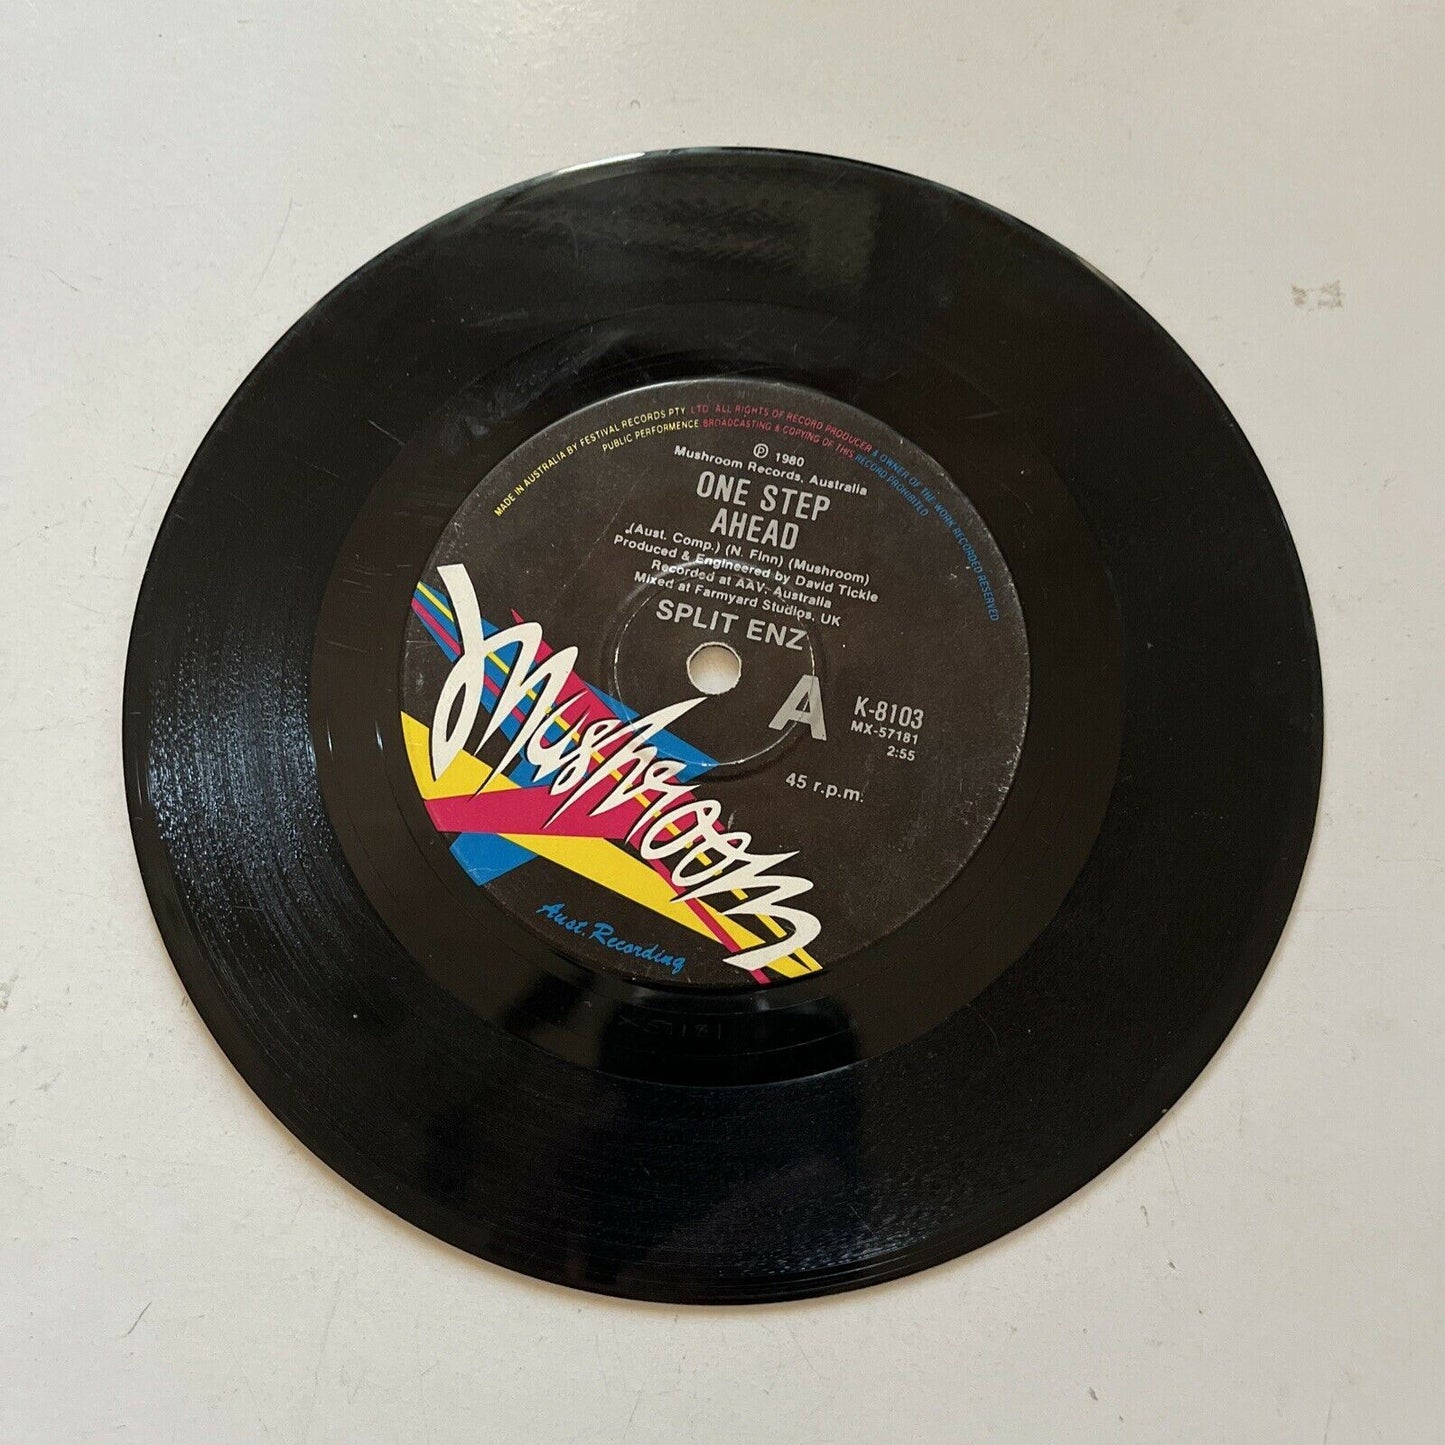 MADE IN AUSTRALIA BY FESTIVAL RECORDS PTY. LTD. ALL RIGHTS OF RECORD PRODUCER & OWNER OF THE WORK RECORDED RESERVED
PUBLIC PERFORMENCE. BROADCASTING & COPYING OF THIS RECORD PROHIBITED
℗ 1980
Mushroom Records, Australia
ONE STEP
AHEAD
(Aust. Comp.) (N. Finn) (Mushroom)
Produced & Engineered by David Tickle
Recorded at AAV, Australia
Mixed at Farmyard Studios, UK
SPLIT ENZ
A
K-8103
MX-57181
2:55
45 r.p.m.
Mushroom
Aust. Recording